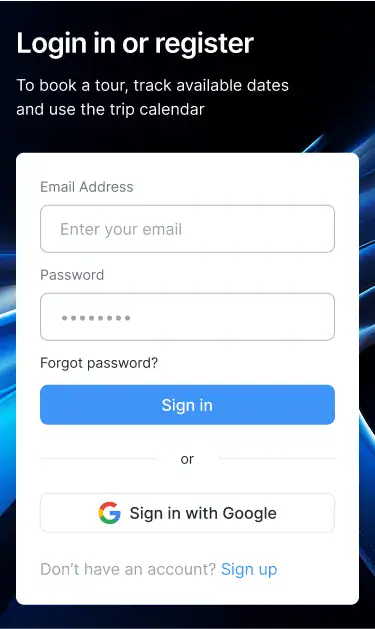 Login in or register
To book a tour, track available dates
and use the trip calendar
Email Address
Enter your email
Password
••••••••
Forgot password?
Sign in
or
Sign in with Google
Don't have an account? Sign up